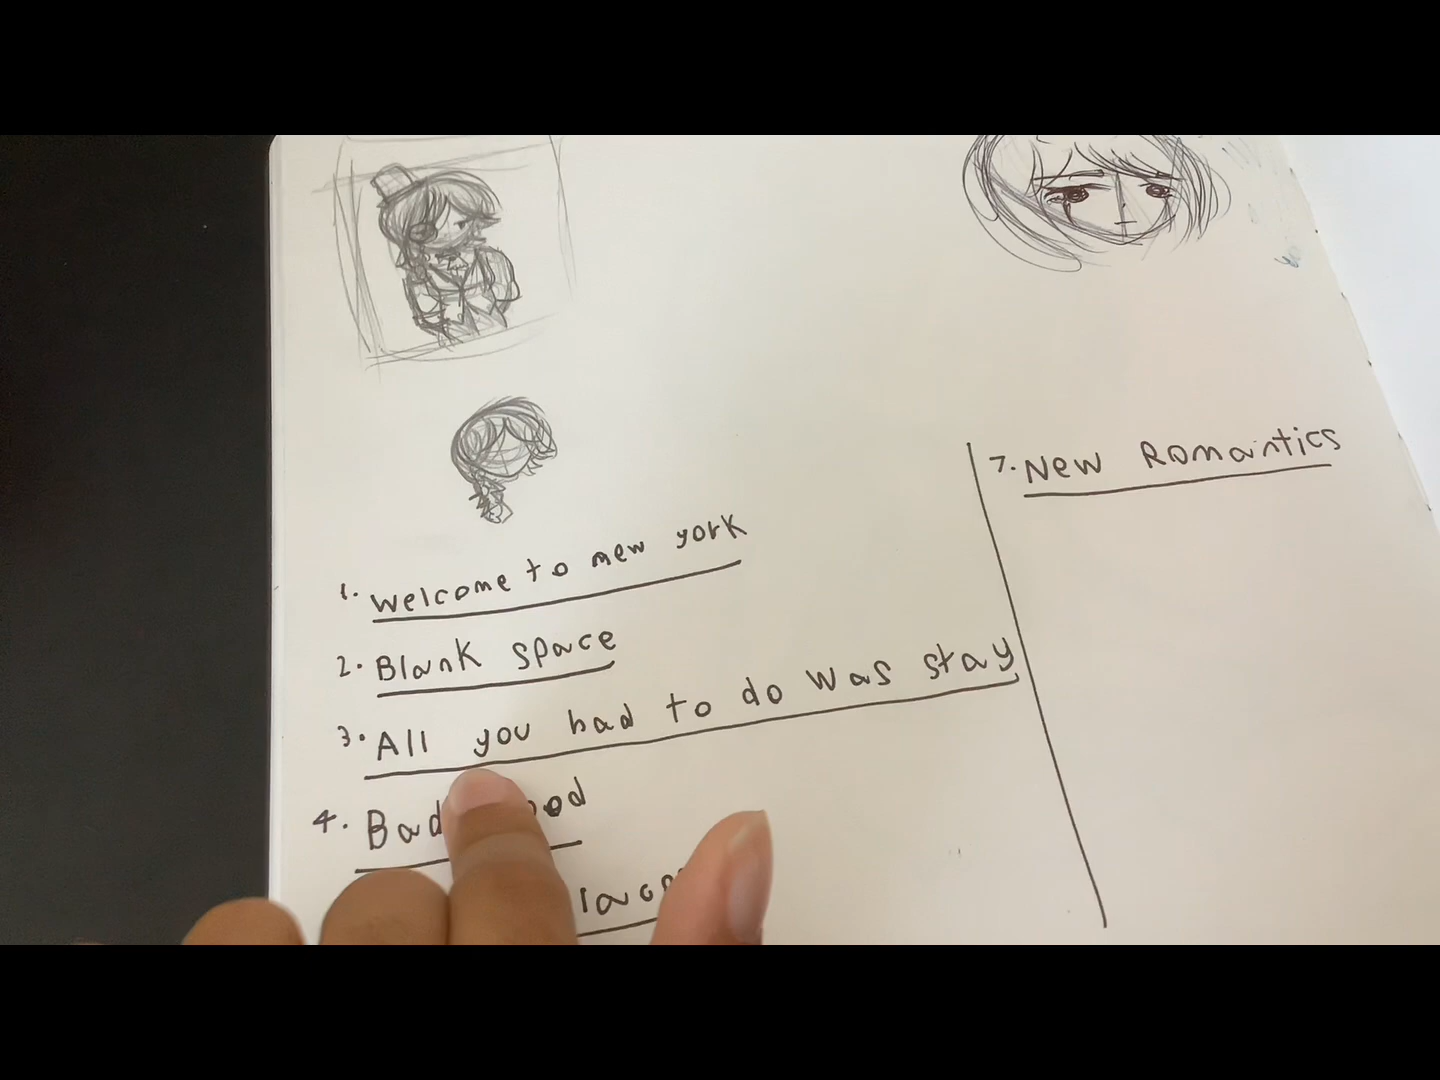 1. Welcome to mew york
2. Blank space
3. All you had to do was stay
4. Bad
7. New Romantics